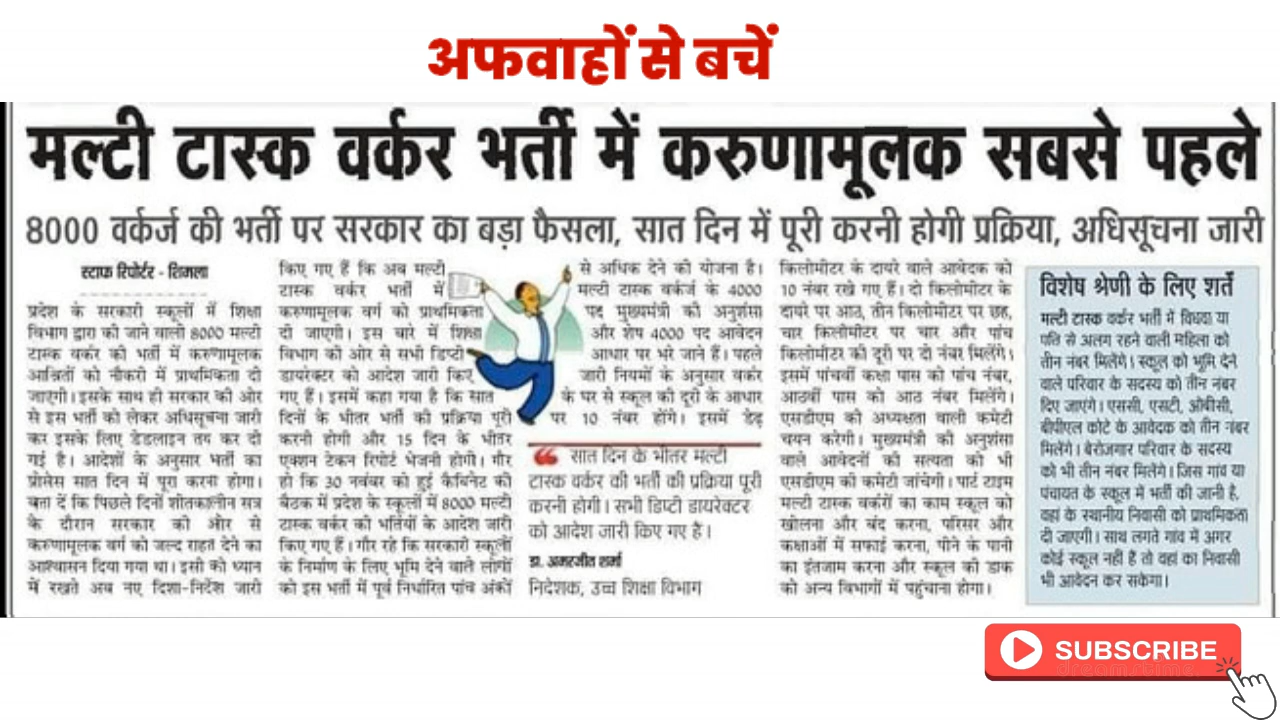 अफवाहों से बचें
मल्टी टास्क वर्कर भर्ती में करुणामूलक सबसे पहले
8000 वर्कर्ज की भर्ती पर सरकार का बड़ा फैसला, सात दिन में पूरी करनी होगी प्रक्रिया, अधिसूचना जारी
स्टाफ रिपोर्टर - शिमला
प्रदेश के सरकारी स्कूलों में शिक्षा
विभाग द्वारा की जाने वाली 8000 मल्टी
टास्क वर्कर की भर्ती में करुणामूलक
आश्रितों को नौकरी में प्राथमिकता दी
जाएगी। इसके साथ ही सरकार की ओर
से इस भर्ती को लेकर अधिसूचना जारी
कर इसके लिए डेडलाइन तय कर दी
गई है। आदेशों के अनुसार भर्ती का
प्रोसेस सात दिन में पूरा करना होगा।
बता दें कि पिछले दिनों शीतकालीन सत्र
के दौरान सरकार की ओर से
करुणामूलक वर्ग को जल्द राहत देने का
आश्वासन दिया गया था। इसी को ध्यान
में रखते अब नए दिशा-निर्देश जारी
किए गए हैं कि अब मल्टी
टास्क वर्कर भर्ती में
करुणामूलक वर्ग को प्राथमिकता
दी जाएगी। इस बारे में शिक्षा
विभाग की ओर से सभी डिप्टी
डायरेक्टर को आदेश जारी किए
गए हैं। इसमें कहा गया है कि सात
दिनों के भीतर भर्ती की प्रक्रिया पूरी
करनी होगी और 15 दिन के भीतर
एक्शन टेकन रिपोर्ट भेजनी होगी। गौर
हो कि 30 नवंबर को हुई कैबिनेट की
बैठक में प्रदेश के स्कूलों में 8000 मल्टी
टास्क वर्कर की भर्तियों के आदेश जारी
किए गए हैं। गौर रहे कि सरकारी स्कूलों
के निर्माण के लिए भूमि देने वाले लोगों
को इस भर्ती में पूर्व निर्धारित पांच अंकों
से अधिक देने की योजना है।
मल्टी टास्क वर्कर्ज के 4000
पद मुख्यमंत्री की अनुशंसा
और शेष 4000 पद आवेदन
आधार पर भरे जाने हैं। पहले
जारी नियमों के अनुसार वर्कर
के घर से स्कूल की दूरी के आधार
पर 10 नंबर होंगे। इसमें डेढ़
सात दिन के भीतर मल्टी
टास्क वर्कर की भर्ती की प्रक्रिया पूरी
करनी होगी। सभी डिप्टी डायरेक्टर
को आदेश जारी किए गए हैं।
डा. अमरजीत शर्मा
निदेशक, उच्च शिक्षा विभाग
किलोमीटर के दायरे वाले आवेदक को
10 नंबर रखे गए हैं। दो किलोमीटर के
दायरे पर आठ, तीन किलोमीटर पर छह,
चार किलोमीटर पर चार और पांच
किलोमीटर की दूरी पर दो नंबर मिलेंगे।
इसमें पांचवीं कक्षा पास को पांच नंबर,
आठवीं पास को आठ नंबर मिलेंगे।
एसडीएम की अध्यक्षता वाली कमेटी
चयन करेगी। मुख्यमंत्री की अनुशंसा
वाले आवेदनों की सत्यता को भी
एसडीएम की कमेटी जांचेगी। पार्ट टाइम
मल्टी टास्क वर्करों का काम स्कूल को
खोलना और बंद करना, परिसर और
कक्षाओं में सफाई करना, पीने के पानी
का इंतजाम करना और स्कूल की डाक
को अन्य विभागों में पहुंचाना होगा।
विशेष श्रेणी के लिए शर्तें
मल्टी टास्क वर्कर भर्ती में विधवा या
पति से अलग रहने वाली महिला को
तीन नंबर मिलेंगे। स्कूल को भूमि देने
वाले परिवार के सदस्य को तीन नंबर
दिए जाएंगे। एससी, एसटी, ओबीसी,
बीपीएल कोटे के आवेदक को तीन नंबर
मिलेंगे। बेरोजगार परिवार के सदस्य
को भी तीन नंबर मिलेंगे। जिस गांव या
पंचायत के स्कूल में भर्ती की जानी है,
वहां के स्थानीय निवासी को प्राथमिकता
दी जाएगी। साथ लगते गांव में अगर
कोई स्कूल नहीं है तो वहां का निवासी
भी आवेदन कर सकेगा।
SUBSCRIBE
dreamstime